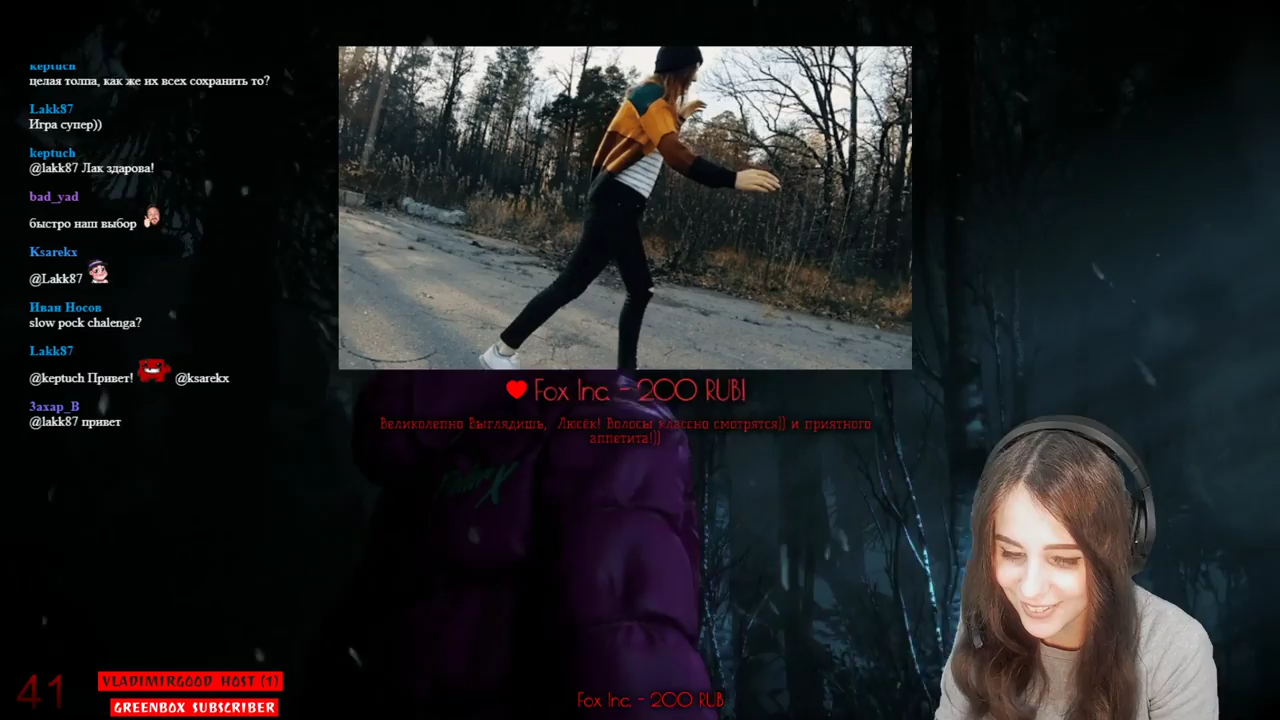 keptuch
целая толпа, как же их всех сохранить то?
Lakk87
Игра супер))
keptuch
@lakk87 Лак здарова!
bad_yad
быстро наш выбор
Ksarekx
@Lakk87
Иван Носов
slow pock chalenga?
Lakk87
@keptuch Привет! @ksarekx
3axap_B
@lakk87 привет
Fox Inc. - 200 RUB!
Великолепно Выглядишь, Люсёк! Волосы классно смотрятся)) и приятного
аппетита!))
41
VLADIMIRGOOD HOST (1)
GREENBOX SUBSCRIBER
Fox Inc. - 200 RUB